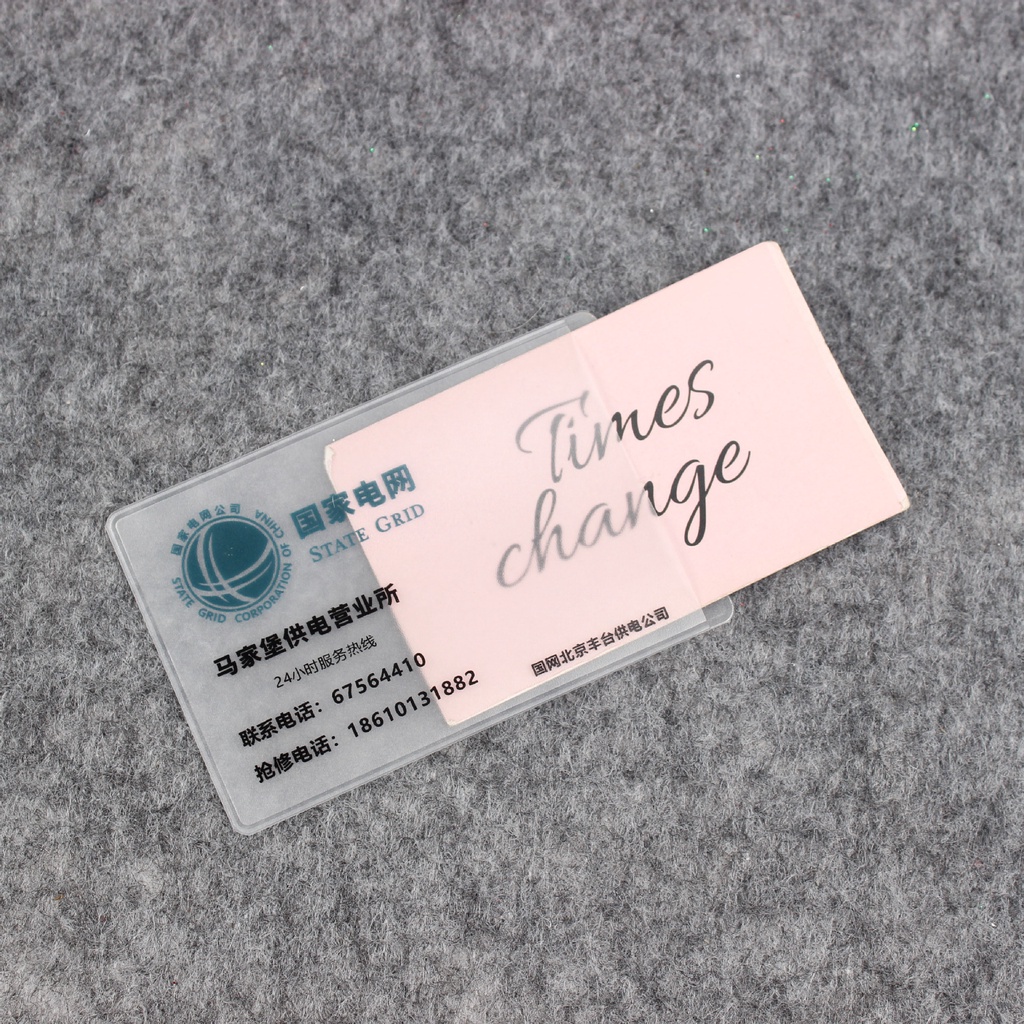 国家电网公司
STATE GRID CORPORATION OF CHINA
国家电网
STATE GRID
马家堡供电营业所
24小时服务热线
联系电话：67564410
抢修电话：18610131882
国网北京丰台供电公司
Times
change